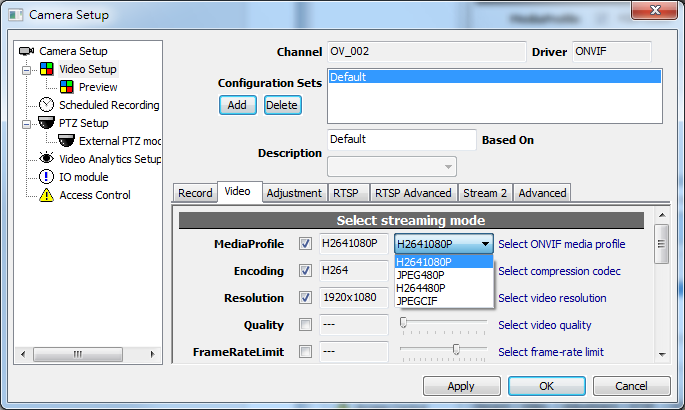 Camera Setup
MediaProfile
Camera Setup
Video Setup
Preview
Scheduled Recording
PTZ Setup
External PTZ moc
Video Analytics Setup
IO module
Access Control
Channel OV_002 Driver ONVIF
Configuration Sets Default
Add Delete
Description Default Based On
Record Video Adjustment RTSP RTSP Advanced Stream 2 Advanced
Select streaming mode
MediaProfile H2641080P H2641080P Select ONVIF media profile
H2641080P
JPEG480P
H264480P
JPEGCIF
Encoding H264 Select compression codec
Resolution 1920x1080 Select video resolution
Quality --- Select video quality
FrameRateLimit --- Select frame-rate limit
Apply OK Cancel